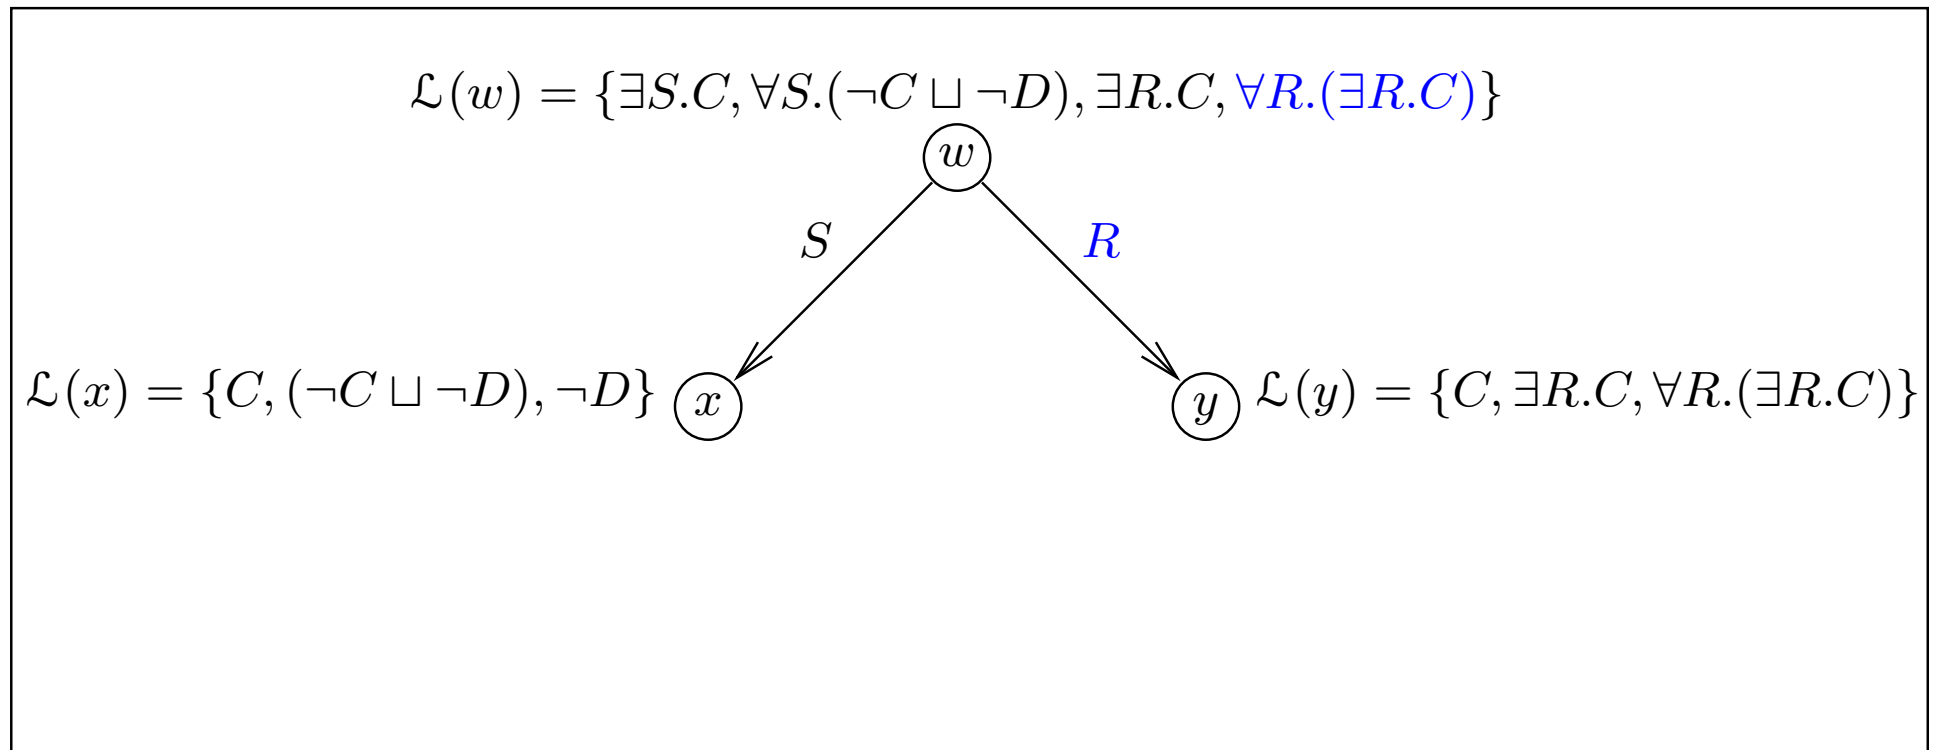 ℒ(w) = {∃S.C, ∀S.(¬C ⊔ ¬D), ∃R.C, ∀R.(∃R.C)}
w
S R
ℒ(x) = {C, (¬C ⊔ ¬D), ¬D} x y ℒ(y) = {C, ∃R.C, ∀R.(∃R.C)}